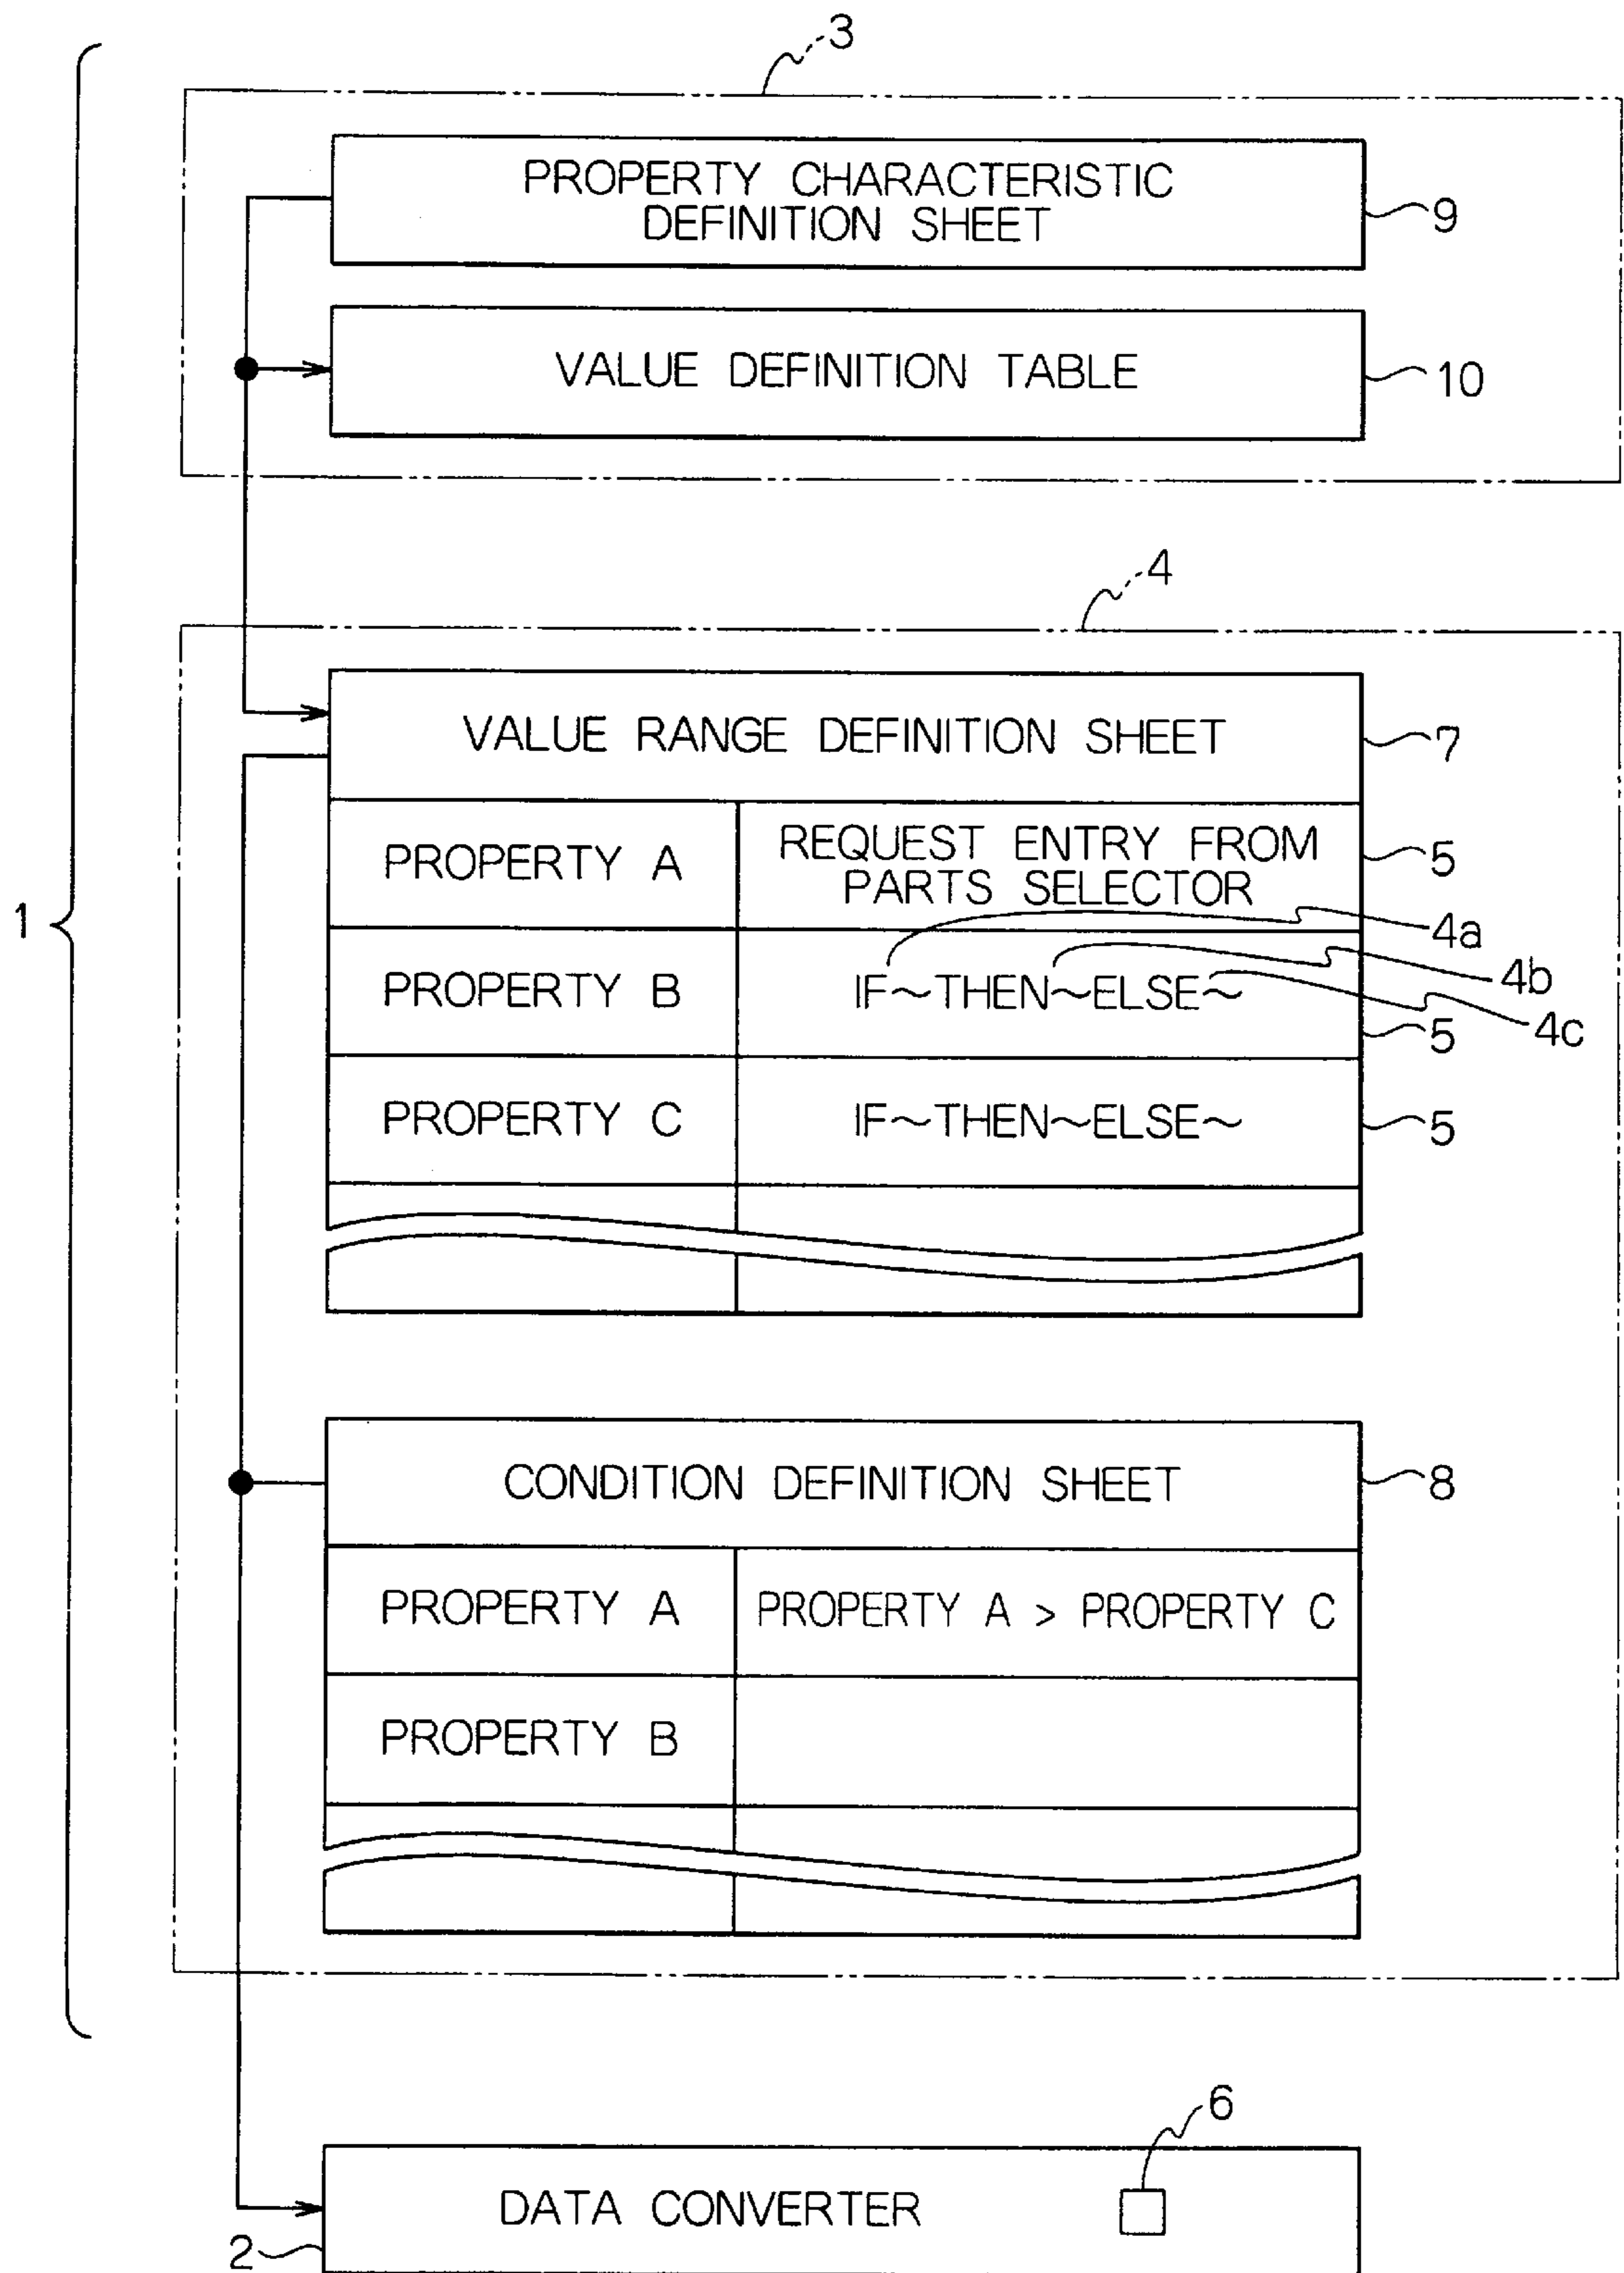 3
PROPERTY CHARACTERISTIC
DEFINITION SHEET
9
VALUE DEFINITION TABLE
10
4
VALUE RANGE DEFINITION SHEET
7
PROPERTY A
REQUEST ENTRY FROM
PARTS SELECTOR
5
1
4a
PROPERTY B
IF~THEN~ELSE~
4b
5
4c
PROPERTY C
IF~THEN~ELSE~
5
CONDITION DEFINITION SHEET
8
PROPERTY A
PROPERTY A > PROPERTY C
PROPERTY B
6
DATA CONVERTER
2